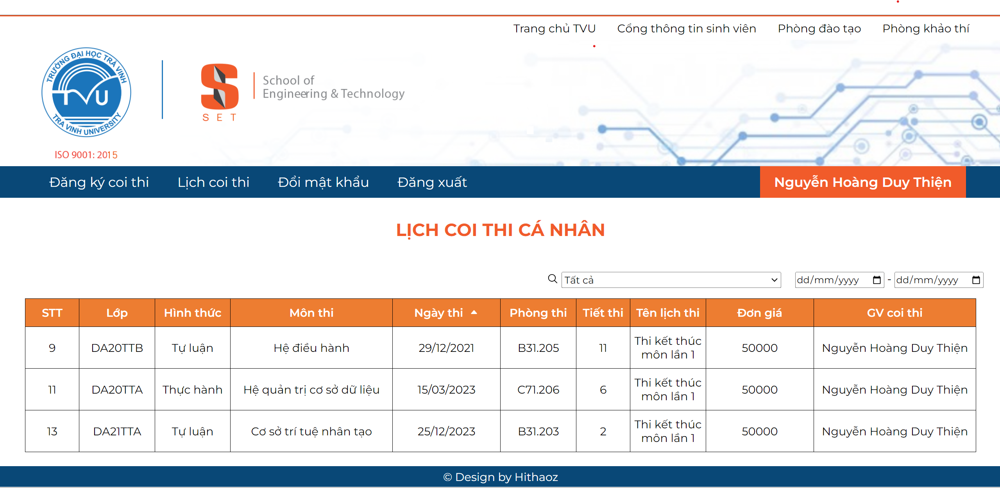 Trang chủ TVU Cổng thông tin sinh viên Phòng đào tạo Phòng khảo thí
TRƯỜNG ĐẠI HỌC TRÀ VINH
TVU
TRA VINH UNIVERSITY
ISO 9001: 2015
SET
School of
Engineering & Technology
Đăng ký coi thi Lịch coi thi Đổi mật khẩu Đăng xuất Nguyễn Hoàng Duy Thiện
LỊCH COI THI CÁ NHÂN
Tất cả dd/mm/yyyy - dd/mm/yyyy
STT Lớp Hình thức Môn thi Ngày thi Phòng thi Tiết thi Tên lịch thi Đơn giá GV coi thi
9 DA20TTB Tự luận Hệ điều hành 29/12/2021 B31.205 11 Thi kết thúc môn lần 1 50000 Nguyễn Hoàng Duy Thiện
11 DA20TTA Thực hành Hệ quản trị cơ sở dữ liệu 15/03/2023 C71.206 6 Thi kết thúc môn lần 1 50000 Nguyễn Hoàng Duy Thiện
13 DA21TTA Tự luận Cơ sở trí tuệ nhân tạo 25/12/2023 B31.203 2 Thi kết thúc môn lần 1 50000 Nguyễn Hoàng Duy Thiện
© Design by Hithaoz